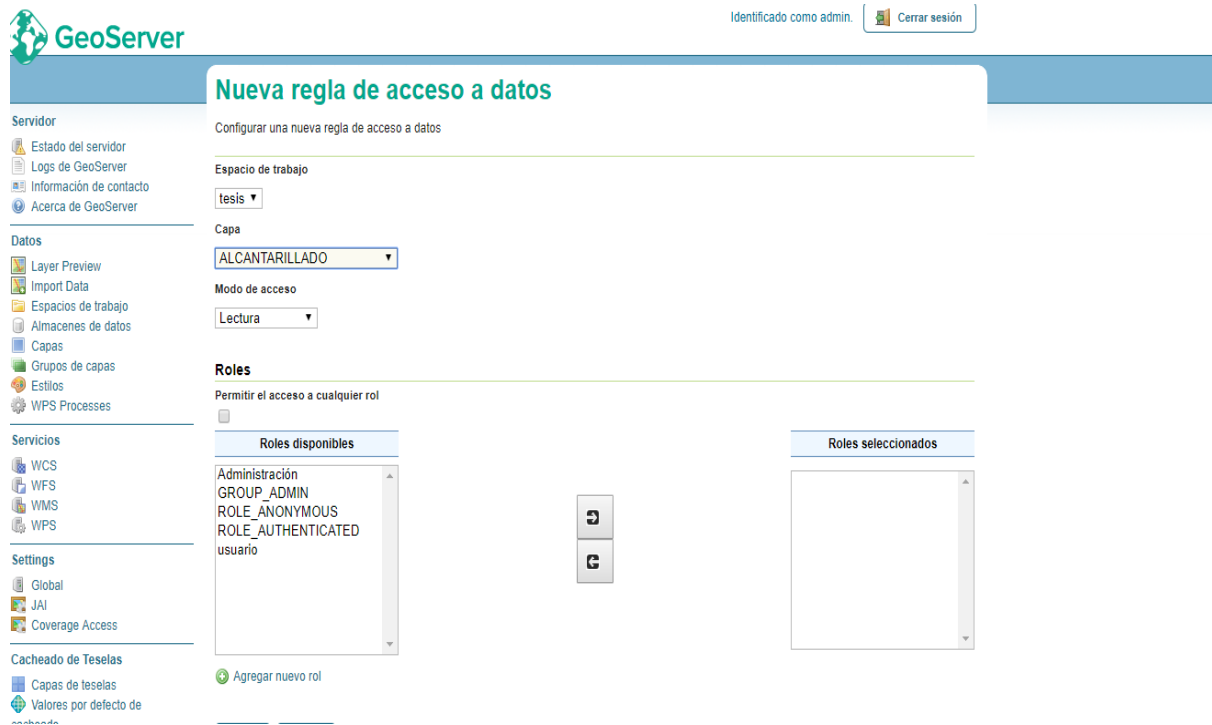 GeoServer
Identificado como admin.
Cerrar sesión
Nueva regla de acceso a datos
Configurar una nueva regla de acceso a datos
Servidor
Estado del servidor
Logs de GeoServer
Información de contacto
Acerca de GeoServer
Datos
Layer Preview
Import Data
Espacios de trabajo
Almacenes de datos
Capas
Grupos de capas
Estilos
WPS Processes
Servicios
WCS
WFS
WMS
WPS
Settings
Global
JAI
Coverage Access
Cacheado de Teselas
Capas de teselas
Valores por defecto de
cacheado
Espacio de trabajo
tesis
Capa
ALCANTARILLADO
Modo de acceso
Lectura
Roles
Permitir el acceso a cualquier rol
Roles disponibles
Administración
GROUP_ADMIN
ROLE_ANONYMOUS
ROLE_AUTHENTICATED
usuario
Roles seleccionados
Agregar nuevo rol